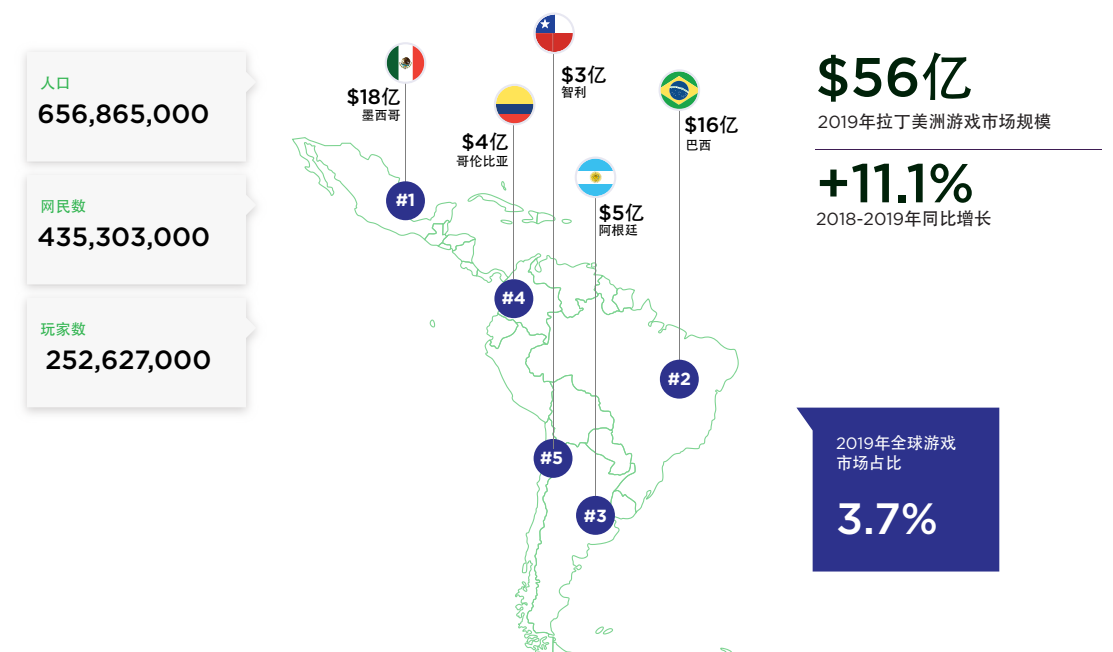 人口
656,865,000
网民数
435,303,000
玩家数
252,627,000
$18亿
墨西哥
$4亿
哥伦比亚
$3亿
智利
$5亿
阿根廷
$16亿
巴西
#1
#4
#2
#5
#3
$56亿
2019年拉丁美洲游戏市场规模
+11.1%
2018-2019年同比增长
2019年全球游戏
市场占比
3.7%